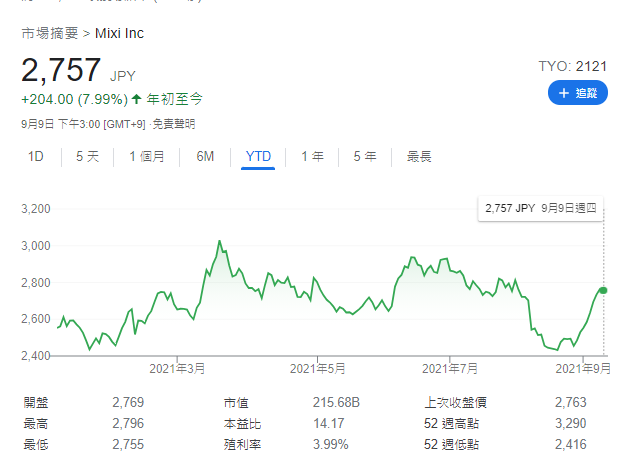 市場摘要 > Mixi Inc
2,757 JPY
TYO: 2121
+204.00 (7.99%) 年初至今
追蹤
9月9日 下午3:00 [GMT+9] · 免責聲明
1D 5 天 1 個月 6M YTD 1 年 5 年 最長
2,757 JPY 9月9日週四
3,200
3,000
2,800
2,600
2,400
2021年3月 2021年5月 2021年7月 2021年9月
開盤 2,769 市值 215.68B 上次收盤價 2,763
最高 2,796 本益比 14.17 52 週高點 3,290
最低 2,755 殖利率 3.99% 52 週低點 2,416